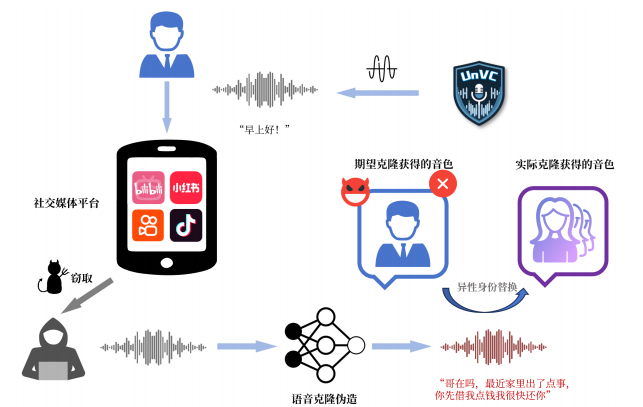 UnVC
“早上好！”
期望克隆获得的音色
实际克隆获得的音色
bilibili
小红书
社交媒体平台
窃取
异性身份替换
语音克隆伪造
“哥在吗，最近家里出了点事，
你先借我点钱我很快还你”